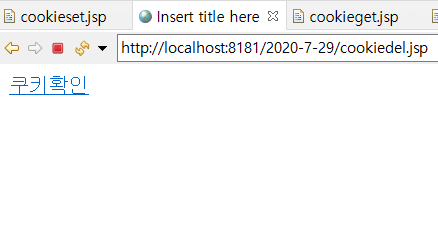 cookieset.jsp Insert title here cookieget.jsp
http://localhost:8181/2020-7-29/cookiedel.jsp
쿠키확인